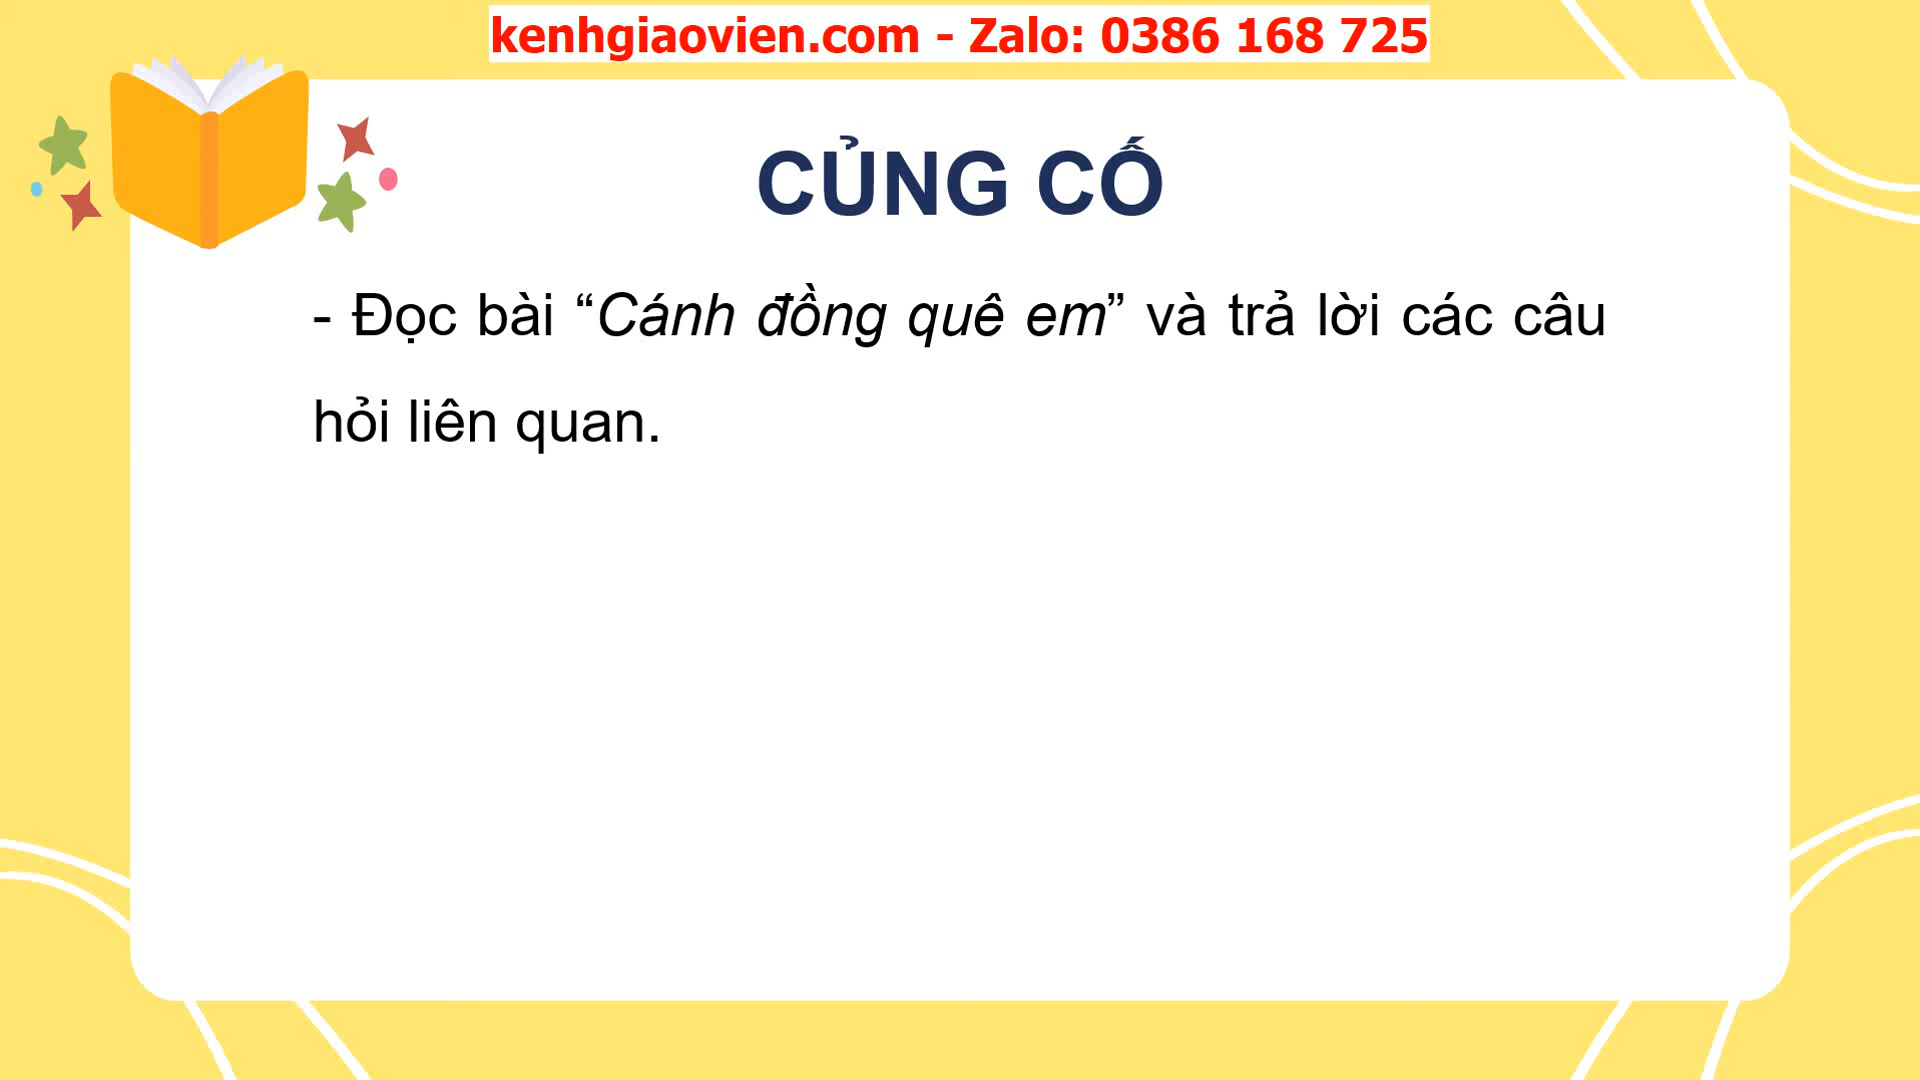 kenhgiaovien.com - Zalo: 0386 168 725
CỦNG CỐ
- Đọc bài “Cánh đồng quê em” và trả lời các câu
hỏi liên quan.